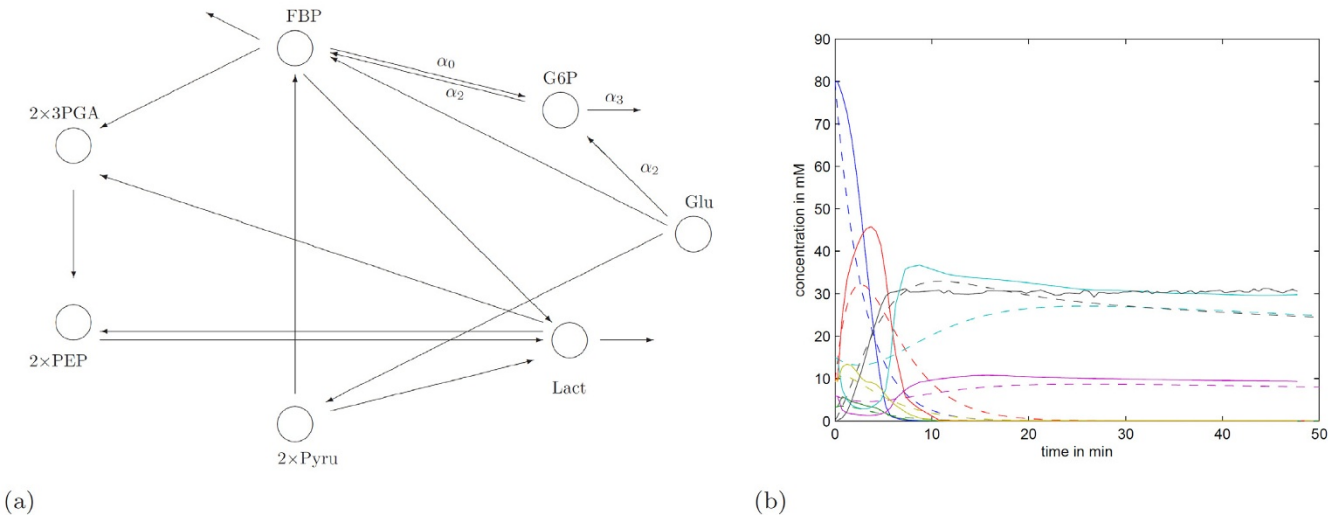 FBP
α0
α2
G6P
α3
2×3PGA
α2
Glu
2×PEP
Lact
2×Pyru
(a)
90
80
70
60
50
40
30
20
10
0
concentration in mM
0 10 20 30 40 50
time in min
(b)